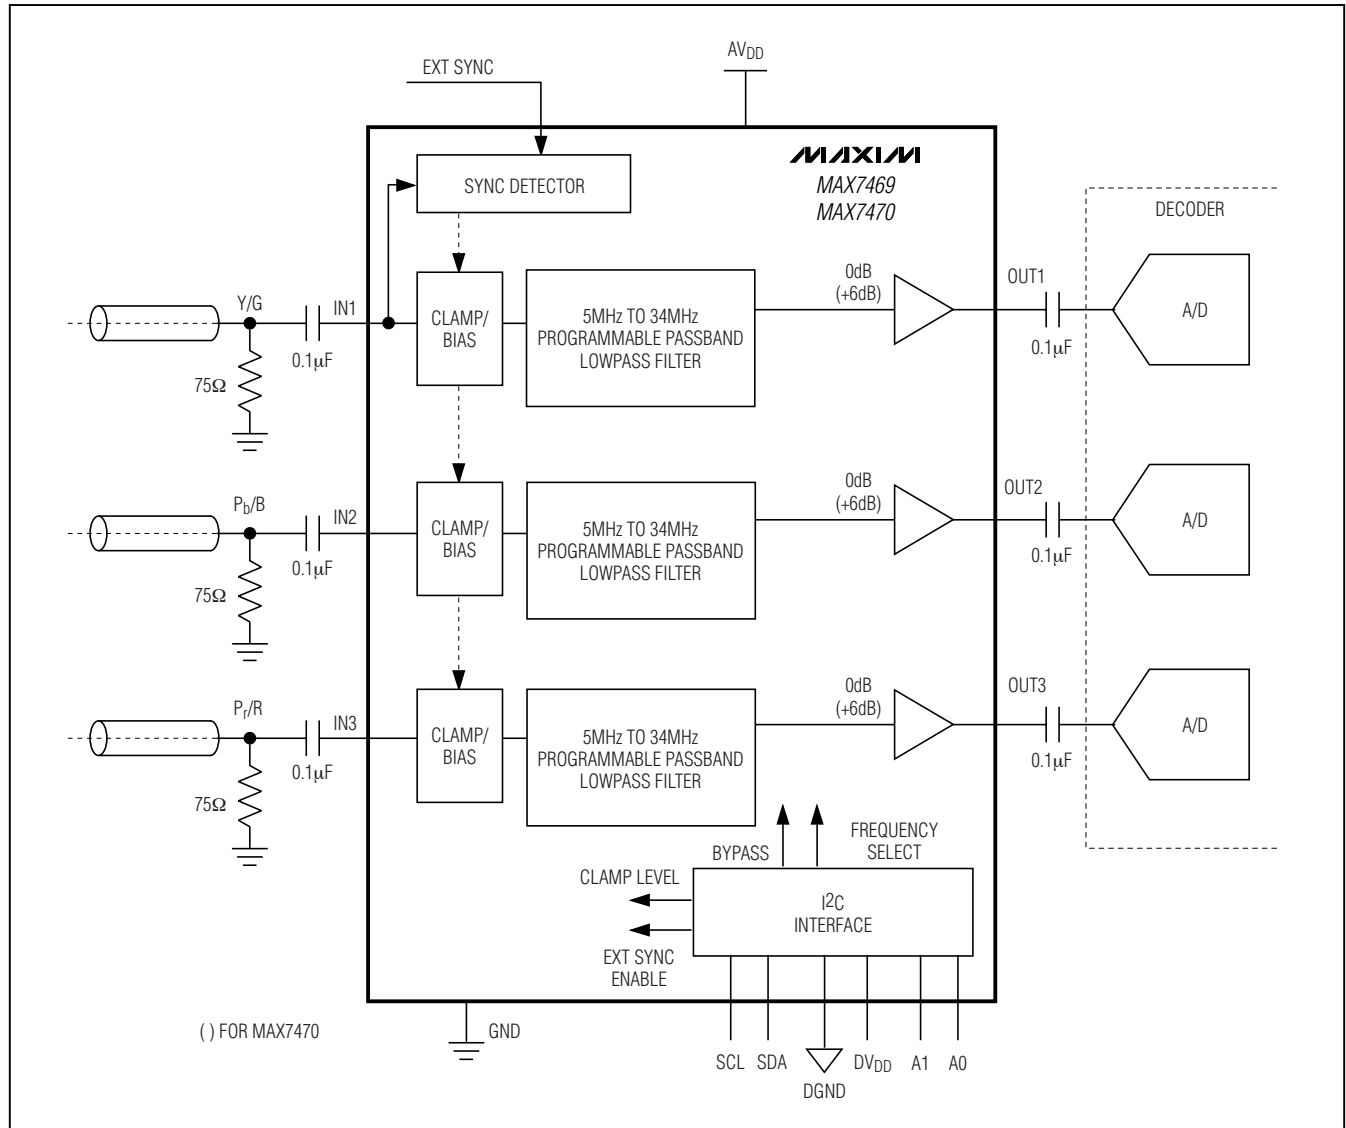 EXT SYNC
AVDD
MAXIM
MAX7469
MAX7470
SYNC DETECTOR
DECODER
Y/G
IN1
0.1µF
75Ω
CLAMP/
BIAS
5MHz TO 34MHz
PROGRAMMABLE PASSBAND
LOWPASS FILTER
0dB
(+6dB)
OUT1
0.1µF
A/D
Pb/B
IN2
0.1µF
75Ω
CLAMP/
BIAS
5MHz TO 34MHz
PROGRAMMABLE PASSBAND
LOWPASS FILTER
0dB
(+6dB)
OUT2
0.1µF
A/D
Pr/R
IN3
0.1µF
75Ω
CLAMP/
BIAS
5MHz TO 34MHz
PROGRAMMABLE PASSBAND
LOWPASS FILTER
0dB
(+6dB)
OUT3
0.1µF
A/D
BYPASS
FREQUENCY
SELECT
CLAMP LEVEL
EXT SYNC
ENABLE
I2C
INTERFACE
( ) FOR MAX7470
GND
SCL
SDA
DGND
DVDD
A1
A0